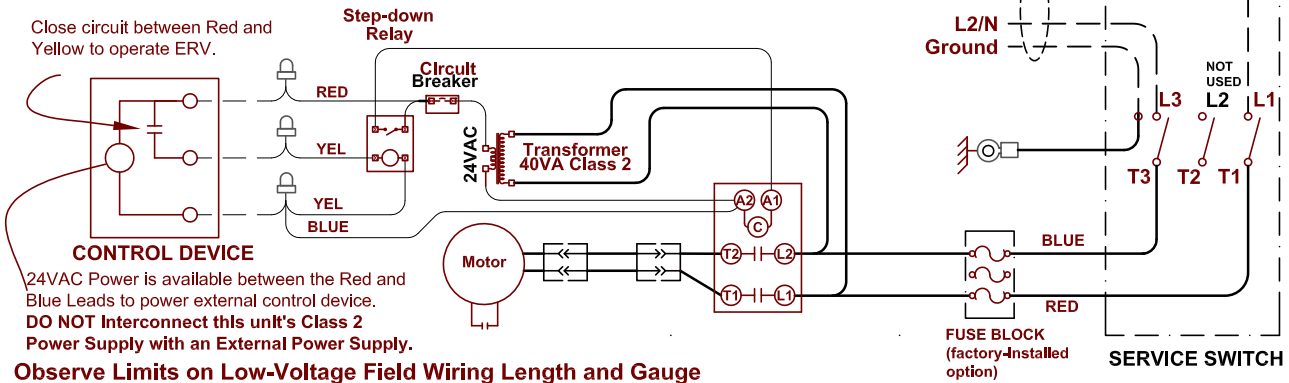 Close circuit between Red and
Yellow to operate ERV.
Step-down
Relay
CIrcuit
Breaker
RED
YEL
YEL
BLUE
24VAC
Transformer
40VA Class 2
L2/N
Ground
NOT
USED
L3
L2
L1
T3
T2
T1
A2
A1
C
T2
L2
T1
L1
Motor
BLUE
RED
CONTROL DEVICE
24VAC Power is available between the Red and
Blue Leads to power external control device.
DO NOT Interconnect this unit's Class 2
Power Supply with an External Power Supply.
FUSE BLOCK
(factory-Installed
option)
SERVICE SWITCH
Observe Limits on Low-Voltage Field Wiring Length and Gauge